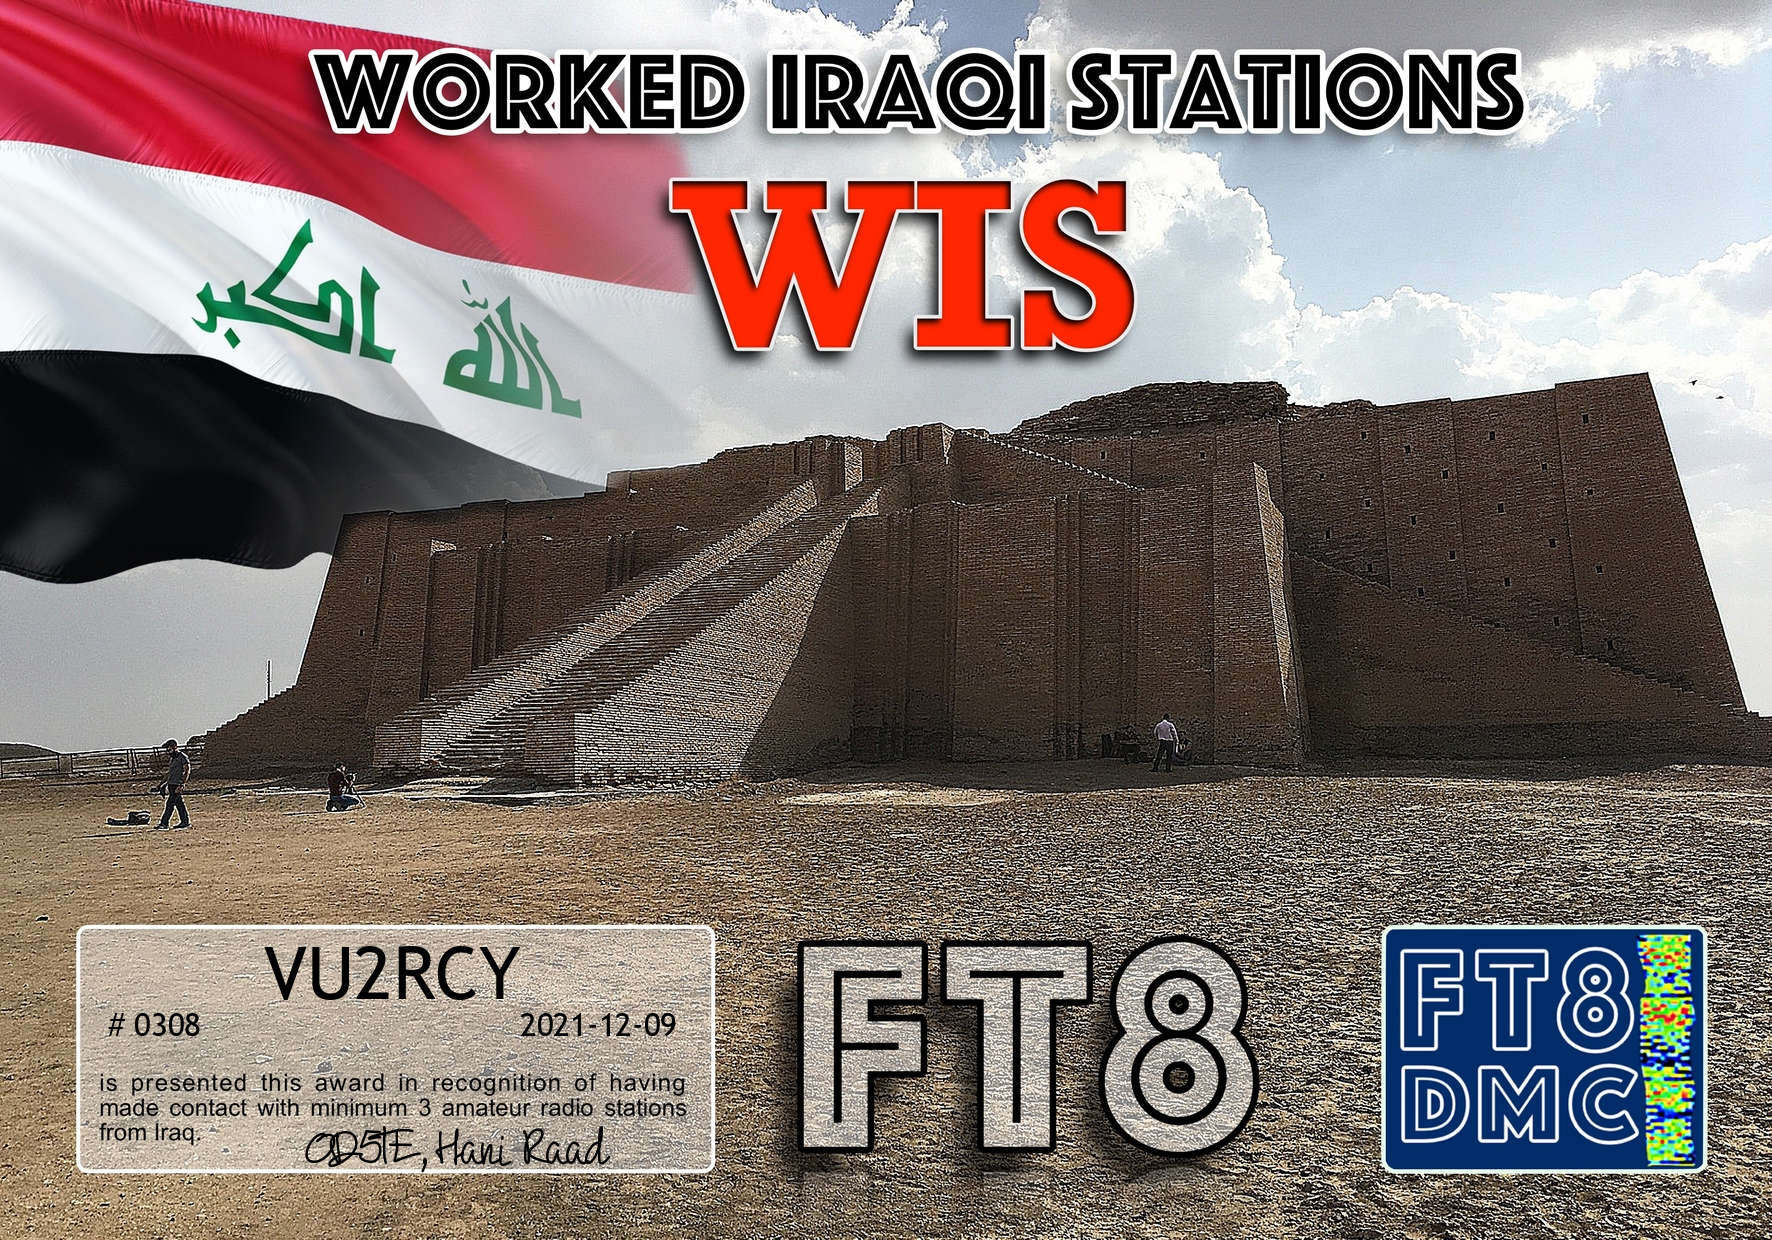 WORKED IRAQI STATIONS
WIS
الله اكبر
VU2RCY
# 0308 2021-12-09
is presented this award in recognition of having
made contact with minimum 3 amateur radio stations
from Iraq.
OD5TE, Hani Raad
FT8
FT8
DMC